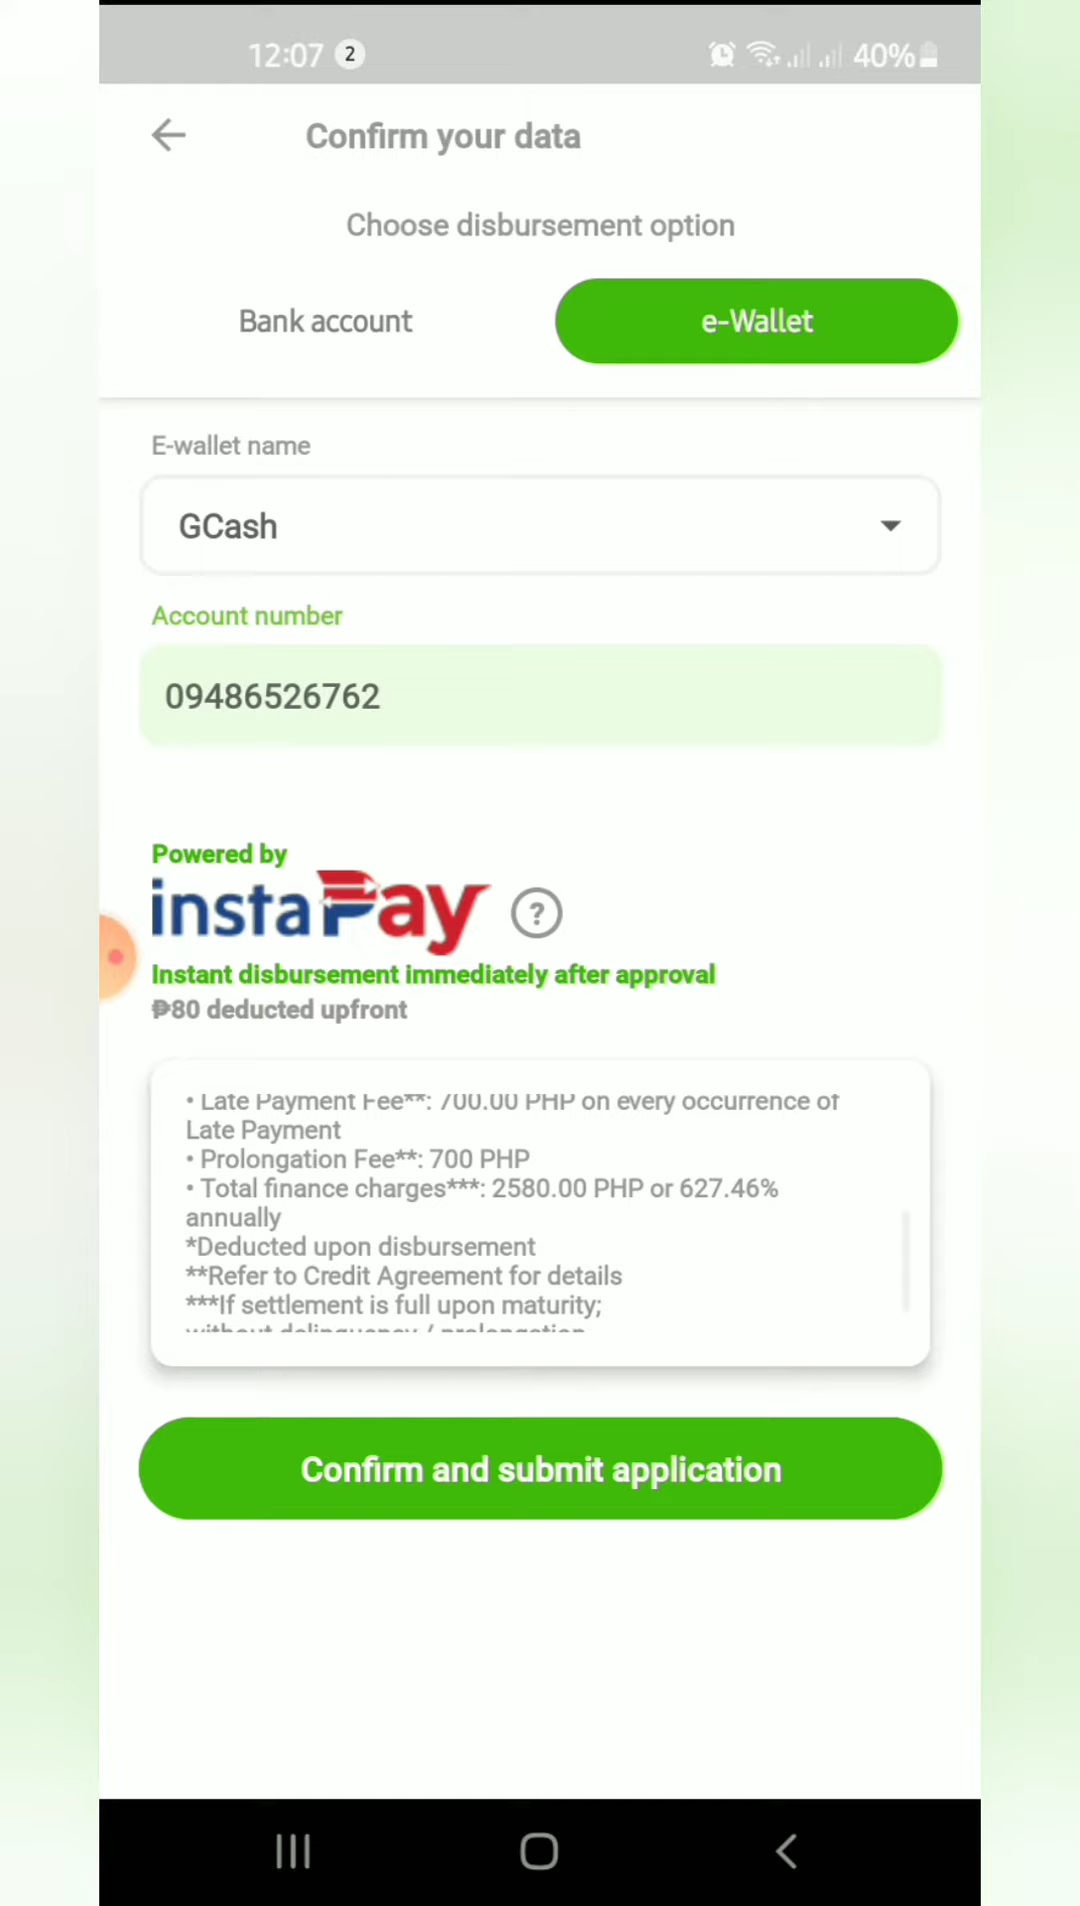 12:07 2 40%
Confirm your data
Choose disbursement option
Bank account e-Wallet
E-wallet name
GCash
Account number
09486526762
Powered by
instaPay ?
Instant disbursement immediately after approval
₱80 deducted upfront
• Late Payment Fee**: 700.00 PHP on every occurrence of
Late Payment
• Prolongation Fee**: 700 PHP
• Total finance charges***: 2580.00 PHP or 627.46%
annually
*Deducted upon disbursement
**Refer to Credit Agreement for details
***If settlement is full upon maturity;
without delinquency / prolongation
Confirm and submit application